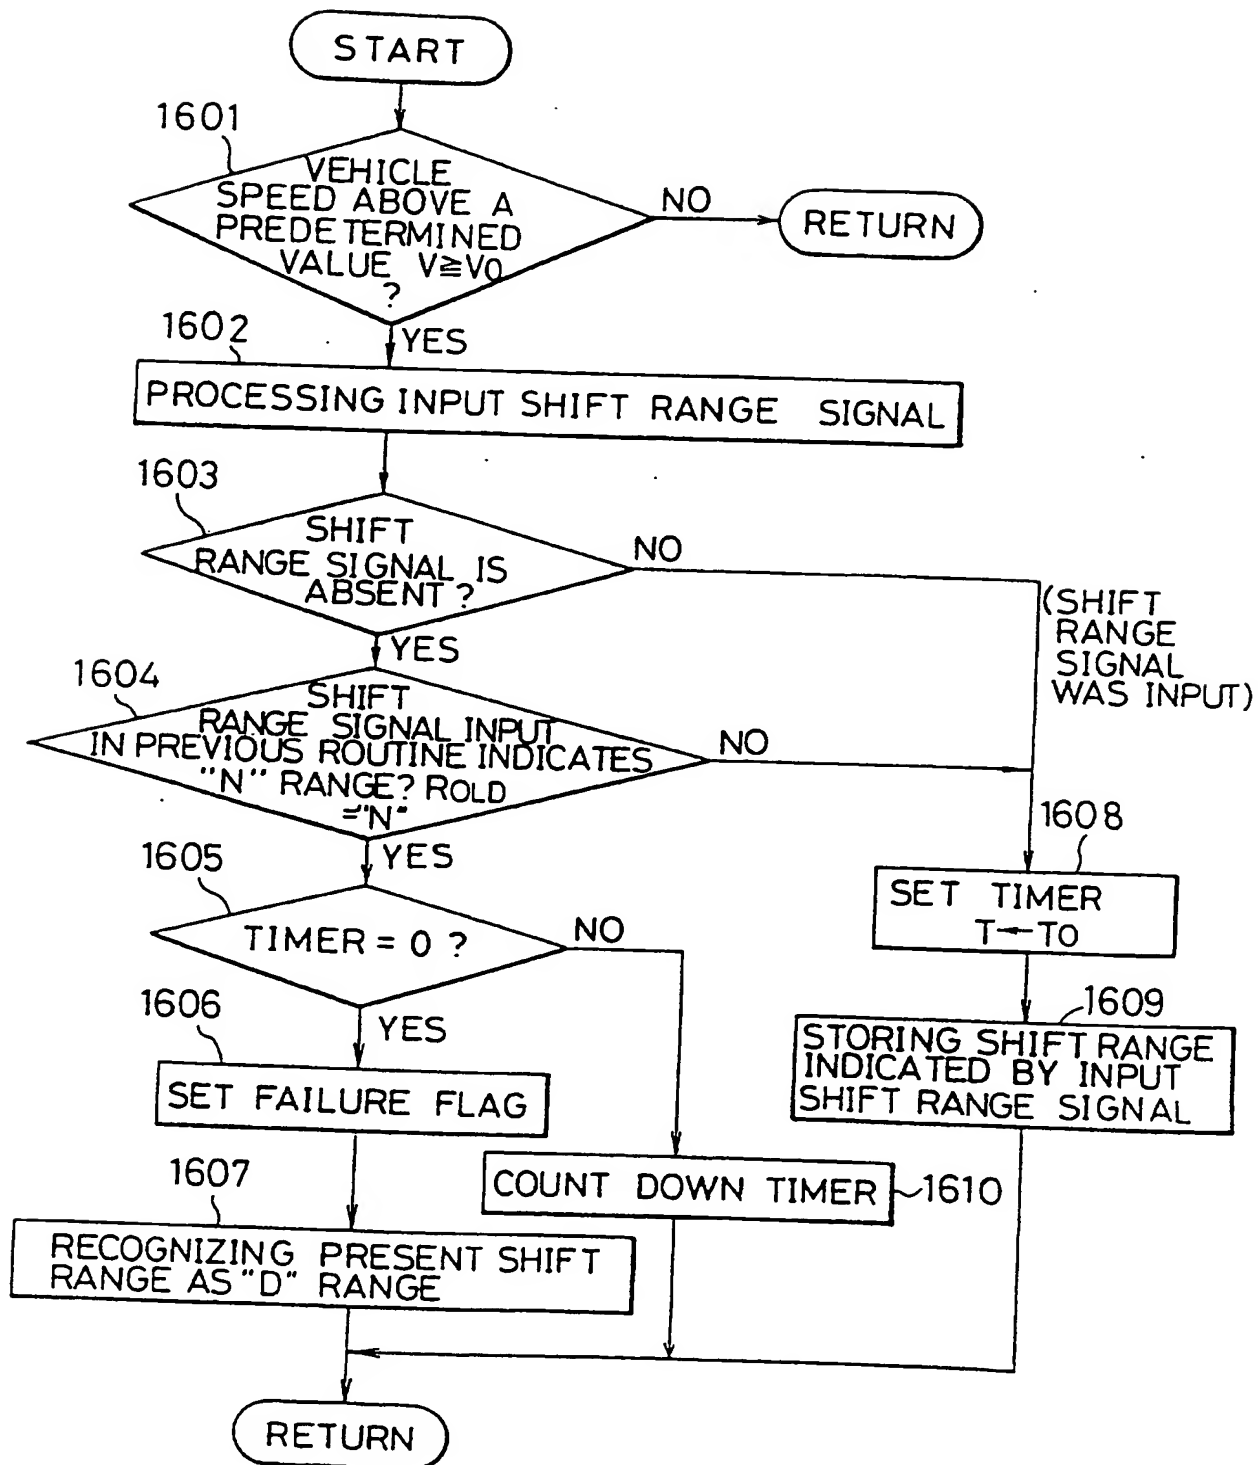 START
1601
VEHICLE
SPEED ABOVE A
PREDETERMINED
VALUE V≧V0
?
NO
RETURN
YES
1602
PROCESSING INPUT SHIFT RANGE SIGNAL
1603
SHIFT
RANGE SIGNAL IS
ABSENT ?
NO
(SHIFT
RANGE
SIGNAL
WAS INPUT)
YES
1604
SHIFT
RANGE SIGNAL INPUT
IN PREVIOUS ROUTINE INDICATES
"N" RANGE? ROLD
="N"
NO
YES
1605
TIMER = 0 ?
NO
1608
SET TIMER
T←T0
YES
1606
SET FAILURE FLAG
1609
STORING SHIFT RANGE
INDICATED BY INPUT
SHIFT RANGE SIGNAL
1607
RECOGNIZING PRESENT SHIFT
RANGE AS "D" RANGE
COUNT DOWN TIMER
1610
RETURN